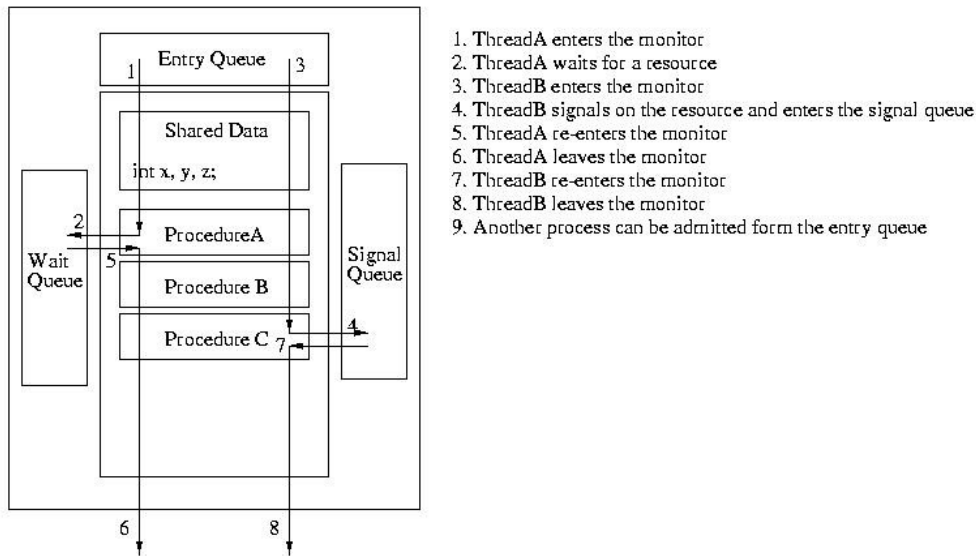 Entry Queue
1
3
Shared Data
int x, y, z;
2
ProcedureA
5
Wait
Queue
Procedure B
Signal
Queue
4
Procedure C
7
6
8
1. ThreadA enters the monitor
2. ThreadA waits for a resource
3. ThreadB enters the monitor
4. ThreadB signals on the resource and enters the signal queue
5. ThreadA re-enters the monitor
6. ThreadA leaves the monitor
7. ThreadB re-enters the monitor
8. ThreadB leaves the monitor
9. Another process can be admitted form the entry queue